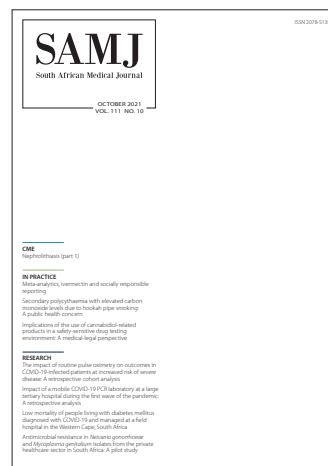 ISSN 2078-513
SAMJ
South African Medical Journal
OCTOBER 2021
VOL. 111 NO. 10
CME
Nephrolithiasis (part 1)
IN PRACTICE
Meta-analytics, ivermectin and socially responsible
reporting
Secondary polycythaemia with elevated carbon
monoxide levels due to hookah pipe smoking:
A public health concern
Implications of the use of cannabidiol-related
products in a safety-sensitive drug testing
environment: A medical-legal perspective
RESEARCH
The impact of routine pulse oximetry on outcomes in
COVID-19-infected patients at increased risk of severe
disease: A retrospective cohort analysis
Impact of a mobile COVID-19 PCR laboratory at a large
tertiary hospital during the first wave of the pandemic:
A retrospective analysis
Low mortality of people living with diabetes mellitus
diagnosed with COVID-19 and managed at a field
hospital in the Western Cape, South Africa
Antimicrobial resistance in Neisseria gonorrhoeae
and Mycoplasma genitalium isolates from the private
healthcare sector in South Africa: A pilot study